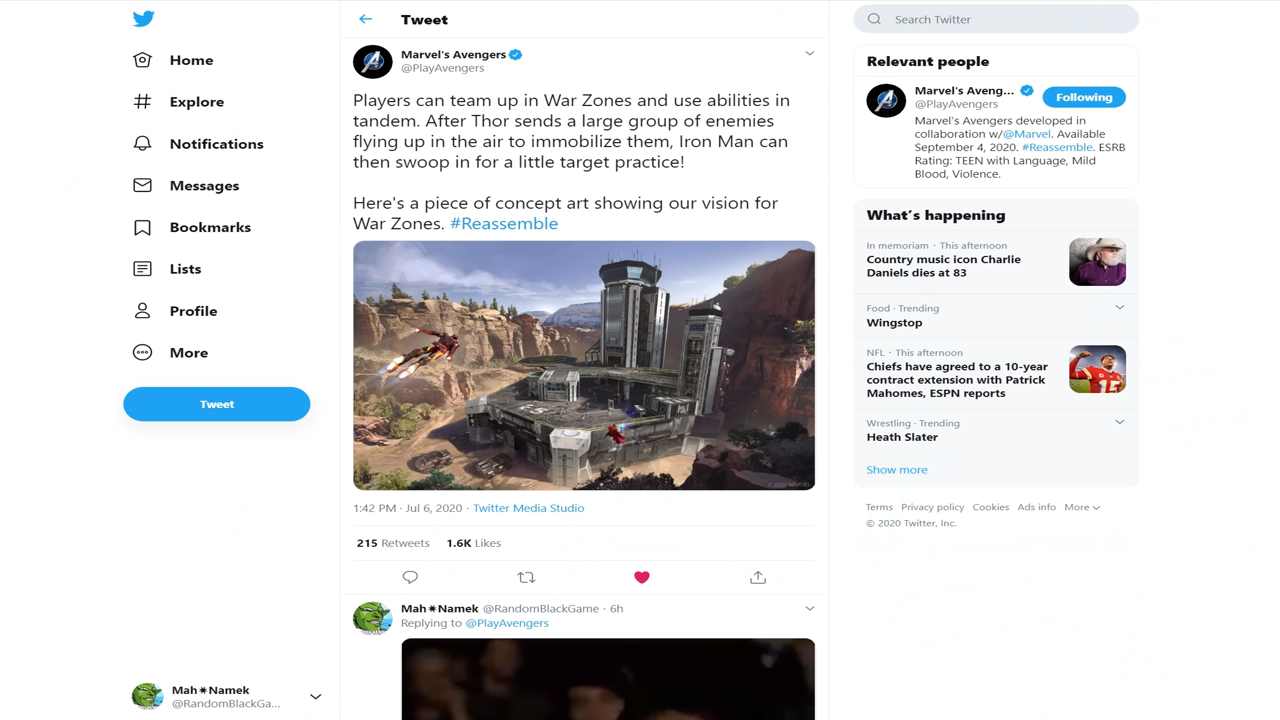 Home
Explore
Notifications
Messages
Bookmarks
Lists
Profile
More
Tweet
Mah✷Namek
@RandomBlackGa...
Tweet
Marvel's Avengers
@PlayAvengers
Players can team up in War Zones and use abilities in
tandem. After Thor sends a large group of enemies
flying up in the air to immobilize them, Iron Man can
then swoop in for a little target practice!
Here's a piece of concept art showing our vision for
War Zones. #Reassemble
© 2020 MARVEL
1:42 PM · Jul 6, 2020 · Twitter Media Studio
215 Retweets 1.6K Likes
Mah✷Namek @RandomBlackGame · 6h
Replying to @PlayAvengers
Search Twitter
Relevant people
Marvel's Aveng...
@PlayAvengers
Following
Marvel's Avengers developed in
collaboration w/@Marvel. Available
September 4, 2020. #Reassemble. ESRB
Rating: TEEN with Language, Mild
Blood, Violence.
What's happening
In memoriam · This afternoon
Country music icon Charlie
Daniels dies at 83
Food · Trending
Wingstop
NFL · This afternoon
Chiefs have agreed to a 10-year
contract extension with Patrick
Mahomes, ESPN reports
Wrestling · Trending
Heath Slater
Show more
Terms Privacy policy Cookies Ads info More
© 2020 Twitter, Inc.